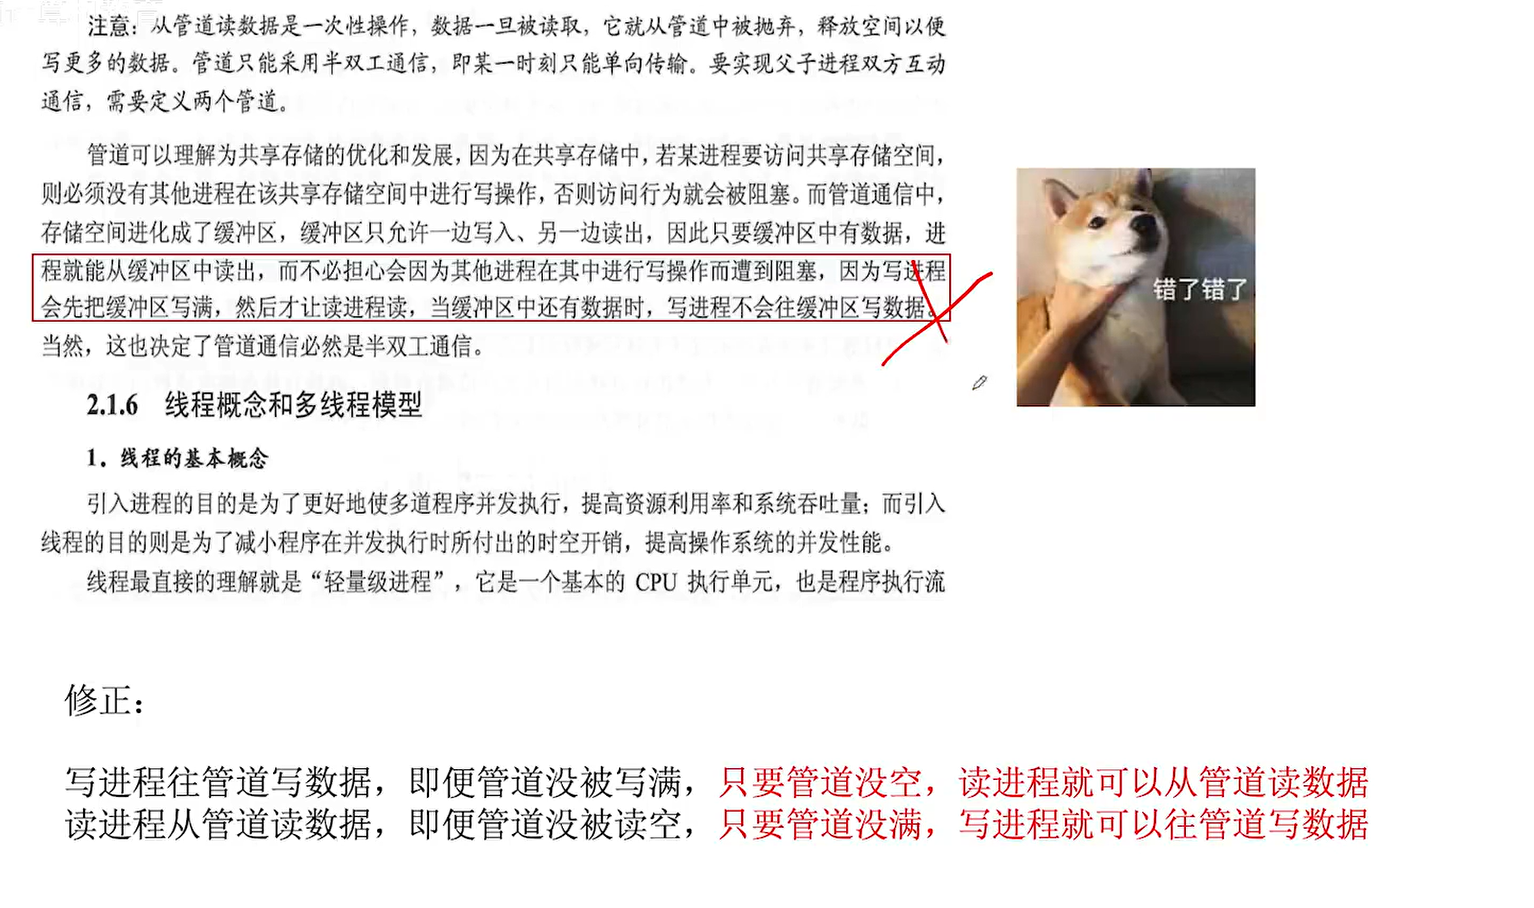 注意：从管道读数据是一次性操作，数据一旦被读取，它就从管道中被抛弃，释放空间以便
写更多的数据。管道只能采用半双工通信，即某一时刻只能单向传输。要实现父子进程双方互动
通信，需要定义两个管道。
管道可以理解为共享存储的优化和发展，因为在共享存储中，若某进程要访问共享存储空间，
则必须没有其他进程在该共享存储空间中进行写操作，否则访问行为就会被阻塞。而管道通信中，
存储空间进化成了缓冲区，缓冲区只允许一边写入、另一边读出，因此只要缓冲区中有数据，进
程就能从缓冲区中读出，而不必担心会因为其他进程在其中进行写操作而遭到阻塞，因为写进程
会先把缓冲区写满，然后才让读进程读，当缓冲区中还有数据时，写进程不会往缓冲区写数据。
当然，这也决定了管道通信必然是半双工通信。
错了错了
2.1.6 线程概念和多线程模型
1. 线程的基本概念
引入进程的目的是为了更好地使多道程序并发执行，提高资源利用率和系统吞吐量；而引入
线程的目的则是为了减小程序在并发执行时所付出的时空开销，提高操作系统的并发性能。
线程最直接的理解就是“轻量级进程”，它是一个基本的 CPU 执行单元，也是程序执行流
修正：
写进程往管道写数据，即便管道没被写满，只要管道没空，读进程就可以从管道读数据
读进程从管道读数据，即便管道没被读空，只要管道没满，写进程就可以往管道写数据